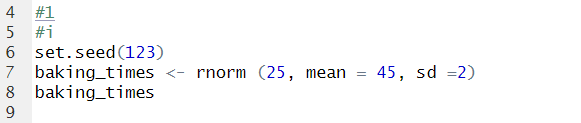 4 #1
5 #i
6 set.seed(123)
7 baking_times <- rnorm (25, mean = 45, sd =2)
8 baking_times
9